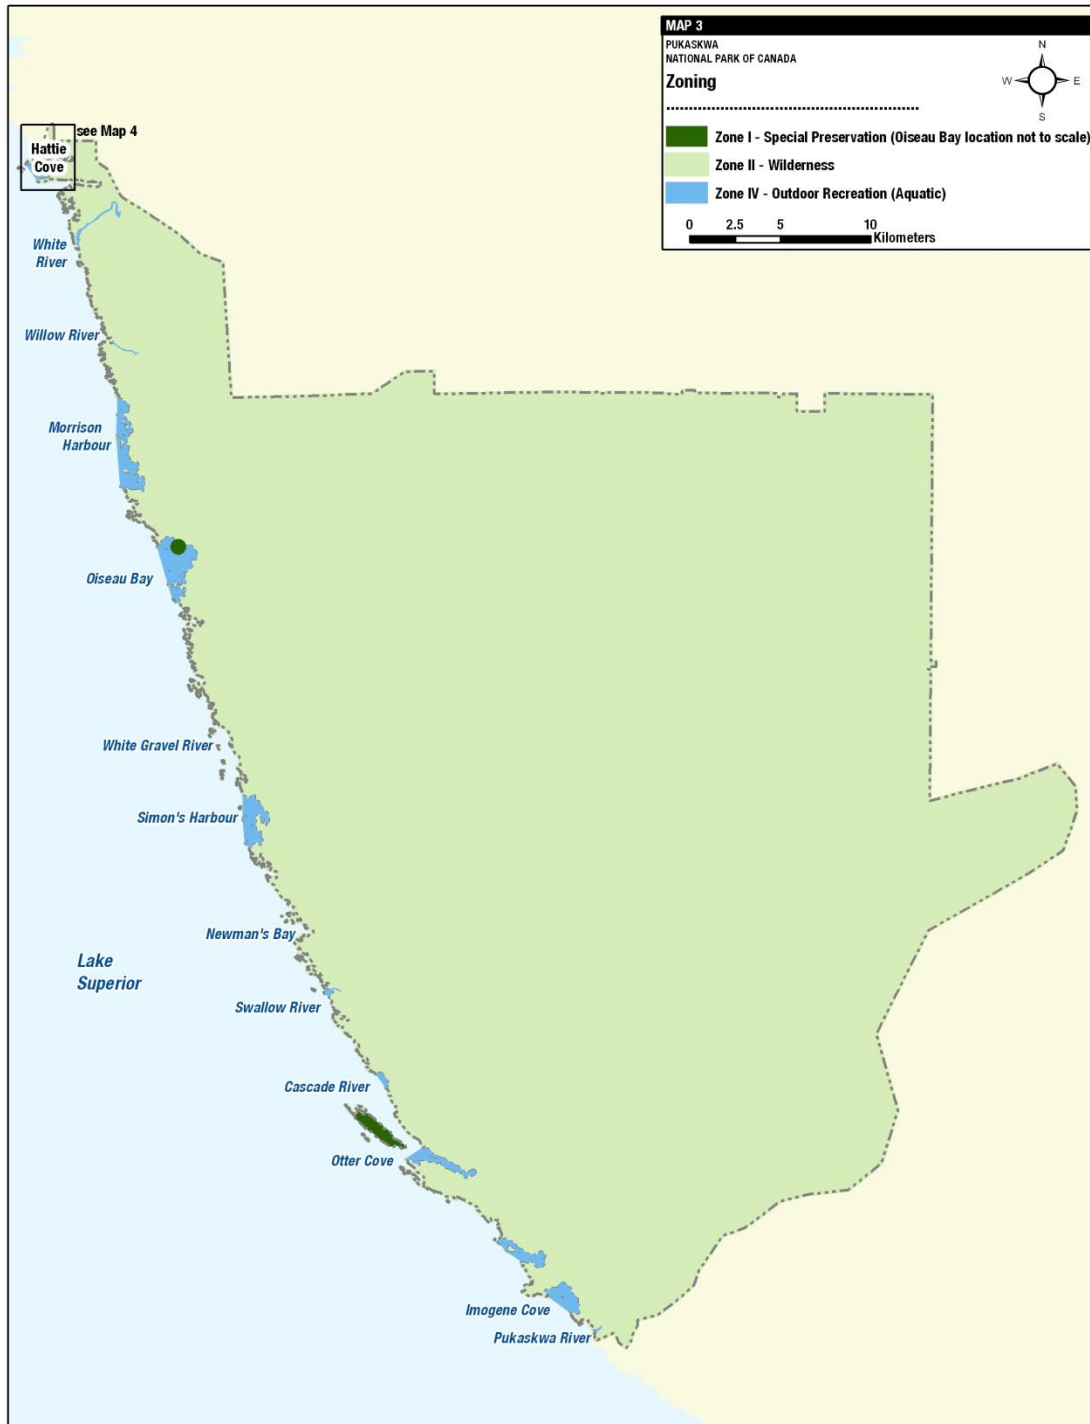 MAP 3
PUKASKWA
NATIONAL PARK OF CANADA
Zoning
N
W
E
S
Zone I - Special Preservation (Oiseau Bay location not to scale)
Zone II - Wilderness
Zone IV - Outdoor Recreation (Aquatic)
0 2.5 5 10
Kilometers
see Map 4
Hattie
Cove
White
River
Willow River
Morrison
Harbour
Oiseau Bay
White Gravel River
Simon's Harbour
Newman's Bay
Lake
Superior
Swallow River
Cascade River
Otter Cove
Imogene Cove
Pukaskwa River